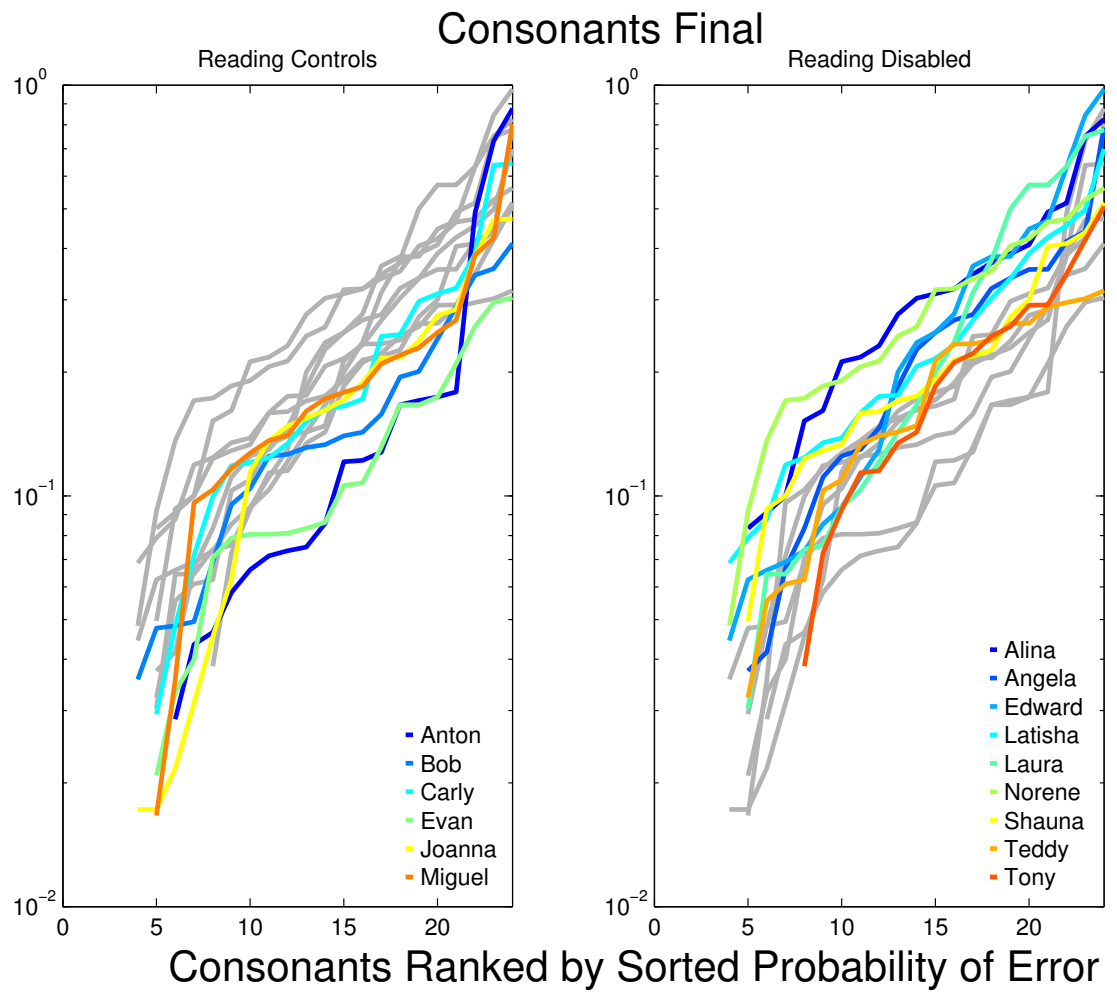 Consonants Final
Reading Controls
Reading Disabled
10^0
10^-1
10^-2
0 5 10 15 20
Anton
Bob
Carly
Evan
Joanna
Miguel
10^0
10^-1
10^-2
0 5 10 15 20
Alina
Angela
Edward
Latisha
Laura
Norene
Shauna
Teddy
Tony
Consonants Ranked by Sorted Probability of Error